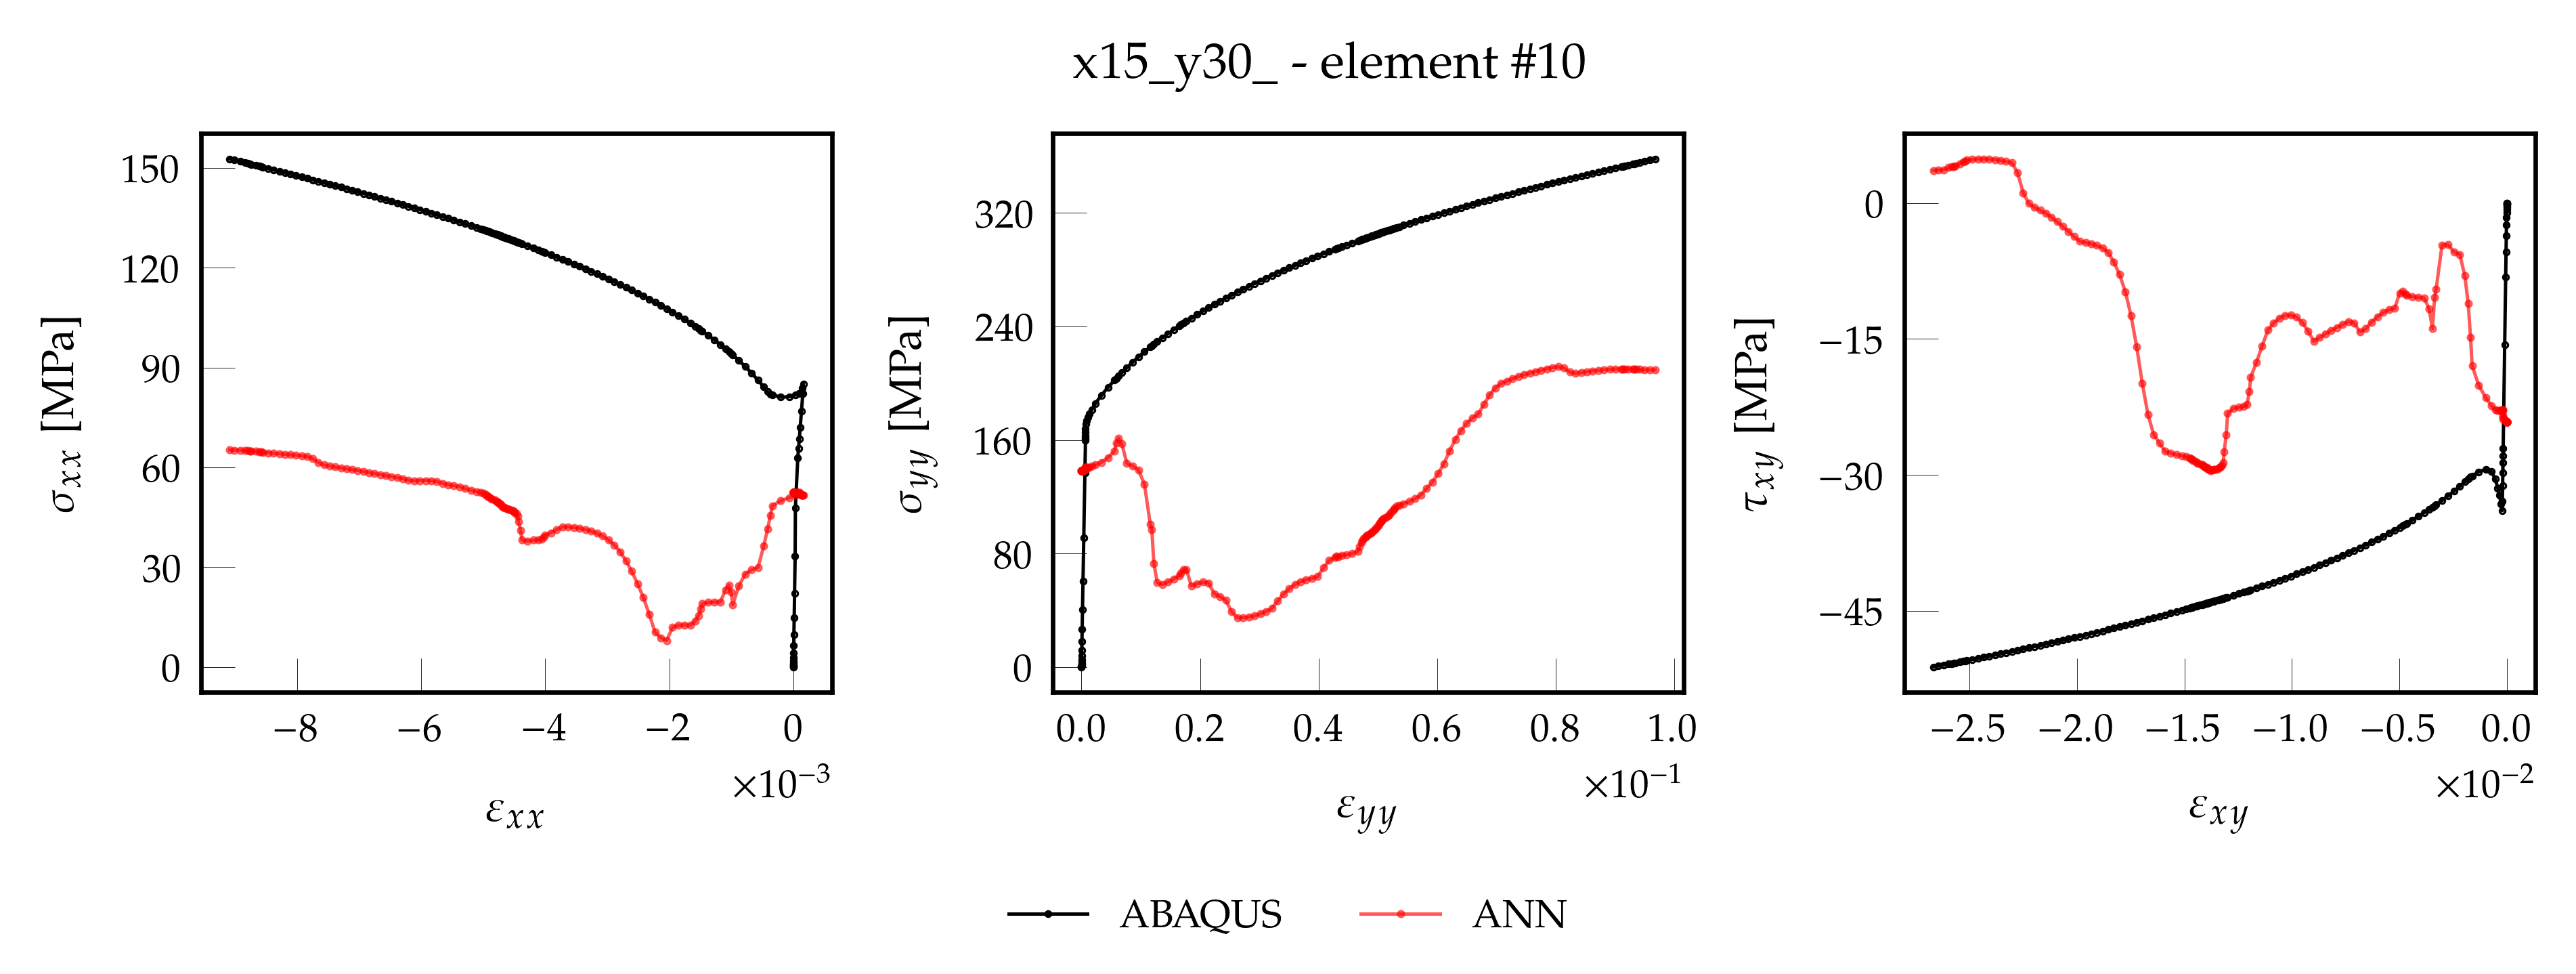 x15_y30_ - element #10
σxx [MPa]
150
120
90
60
30
0
−8 −6 −4 −2 0
×10−3
εxx
σyy [MPa]
320
240
160
80
0
0.0 0.2 0.4 0.6 0.8 1.0
×10−1
εyy
τxy [MPa]
0
−15
−30
−45
−2.5 −2.0 −1.5 −1.0 −0.5 0.0
×10−2
εxy
ABAQUS ANN